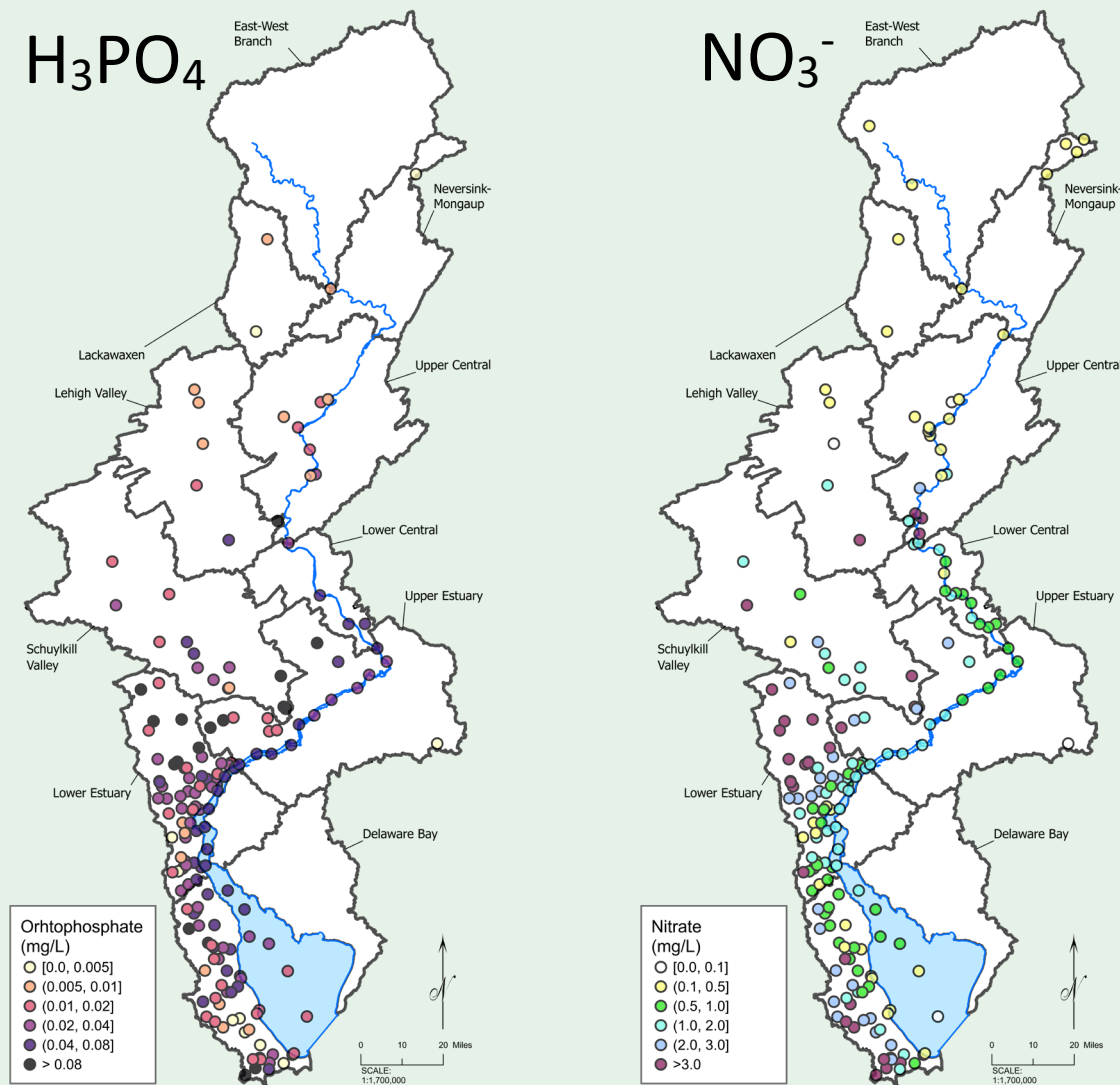 H₃PO₄
East-West
Branch
Neversink-
Mongaup
Lackawaxen
Upper Central
Lehigh Valley
Lower Central
Upper Estuary
Schuylkill
Valley
Lower Estuary
Delaware Bay
Orhtophosphate
(mg/L)
[0.0, 0.005]
(0.005, 0.01]
(0.01, 0.02]
(0.02, 0.04]
(0.04, 0.08]
> 0.08
N
0 10 20 Miles
SCALE:
1:1,700,000
NO₃⁻
East-West
Branch
Neversink-
Mongaup
Lackawaxen
Upper Central
Lehigh Valley
Lower Central
Upper Estuary
Schuylkill
Valley
Lower Estuary
Delaware Bay
Nitrate
(mg/L)
[0.0, 0.1]
(0.1, 0.5]
(0.5, 1.0]
(1.0, 2.0]
(2.0, 3.0]
>3.0
N
0 10 20 Miles
SCALE:
1:1,700,000